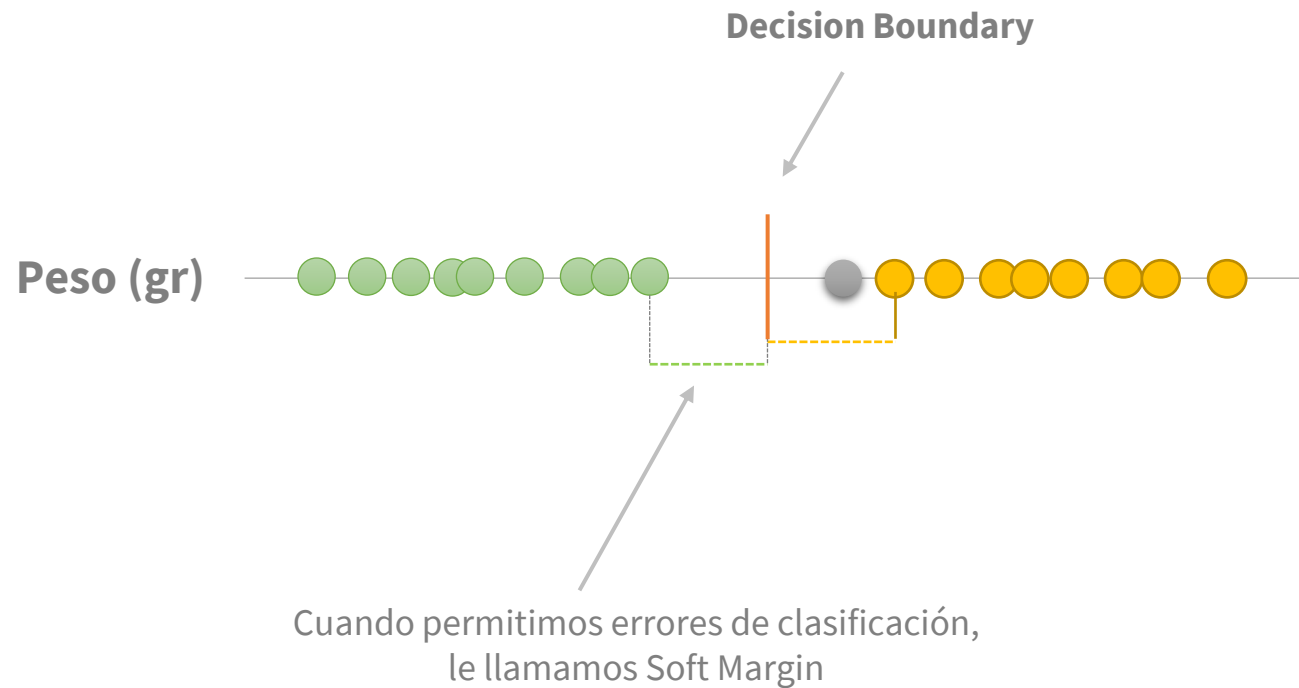 Decision Boundary
Peso (gr)
Cuando permitimos errores de clasificación,
le llamamos Soft Margin